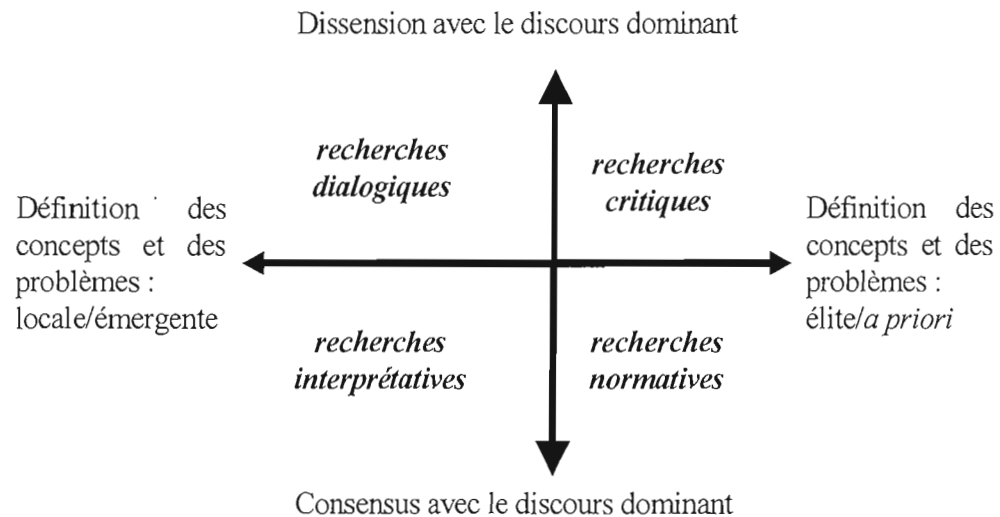 Dissension avec le discours dominant
recherches
dialogiques
recherches
critiques
Définition des
concepts et des
problèmes :
locale/émergente
Définition des
concepts et des
problèmes :
élite/a priori
recherches
interprétatives
recherches
normatives
Consensus avec le discours dominant